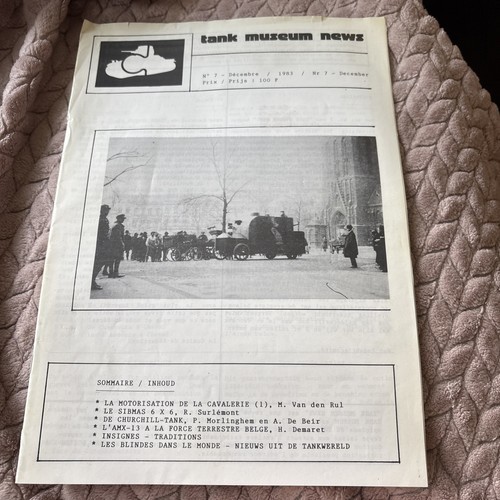 tank museum news
N° 7 - Décembre / 1983 / Nr 7 - December
Prix / Prijs : 100 F
SOMMAIRE / INHOUD
* LA MOTORISATION DE LA CAVALERIE (1), M. Van den Rul
* LE SIBMAS 6 X 6, R. Surlémont
* DE CHURCHILL-TANK, P. Morlinghem en A. De Beir
* L'AMX-13 A LA FORCE TERRESTRE BELGE, H. Demaret
* INSIGNES - TRADITIONS
* LES BLINDES DANS LE MONDE - NIEUWS UIT DE TANKWERELD